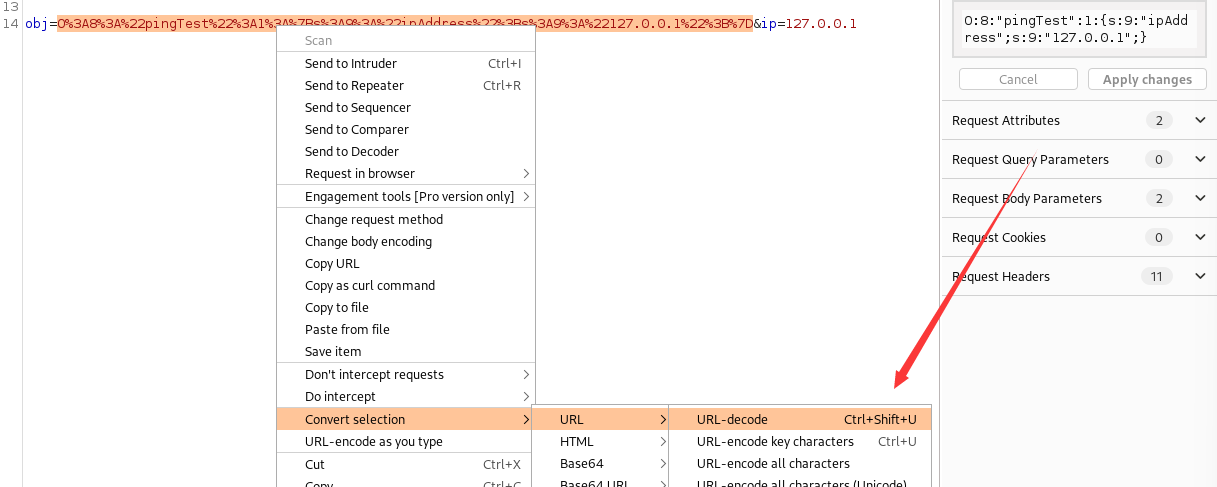 13
14 obj=O%3A8%3A%22pingTest%22%3A1%3A%7Bs%3A9%3A%22ipAddress%22%3Bs%3A9%3A%22127.0.0.1%22%3B%7D&ip=127.0.0.1
Scan
Send to Intruder Ctrl+I
Send to Repeater Ctrl+R
Send to Sequencer
Send to Comparer
Send to Decoder
Request in browser
Engagement tools [Pro version only]
Change request method
Change body encoding
Copy URL
Copy as curl command
Copy to file
Paste from file
Save item
Don't intercept requests
Do intercept
Convert selection
URL-encode as you type
Cut Ctrl+X
Copy Ctrl+C
URL
HTML
Base64
Base64 URL
URL-decode Ctrl+Shift+U
URL-encode key characters Ctrl+U
URL-encode all characters
URL-encode all characters (Unicode)
O:8:"pingTest":1:{s:9:"ipAdd
ress";s:9:"127.0.0.1";}
Cancel Apply changes
Request Attributes 2
Request Query Parameters 0
Request Body Parameters 2
Request Cookies 0
Request Headers 11